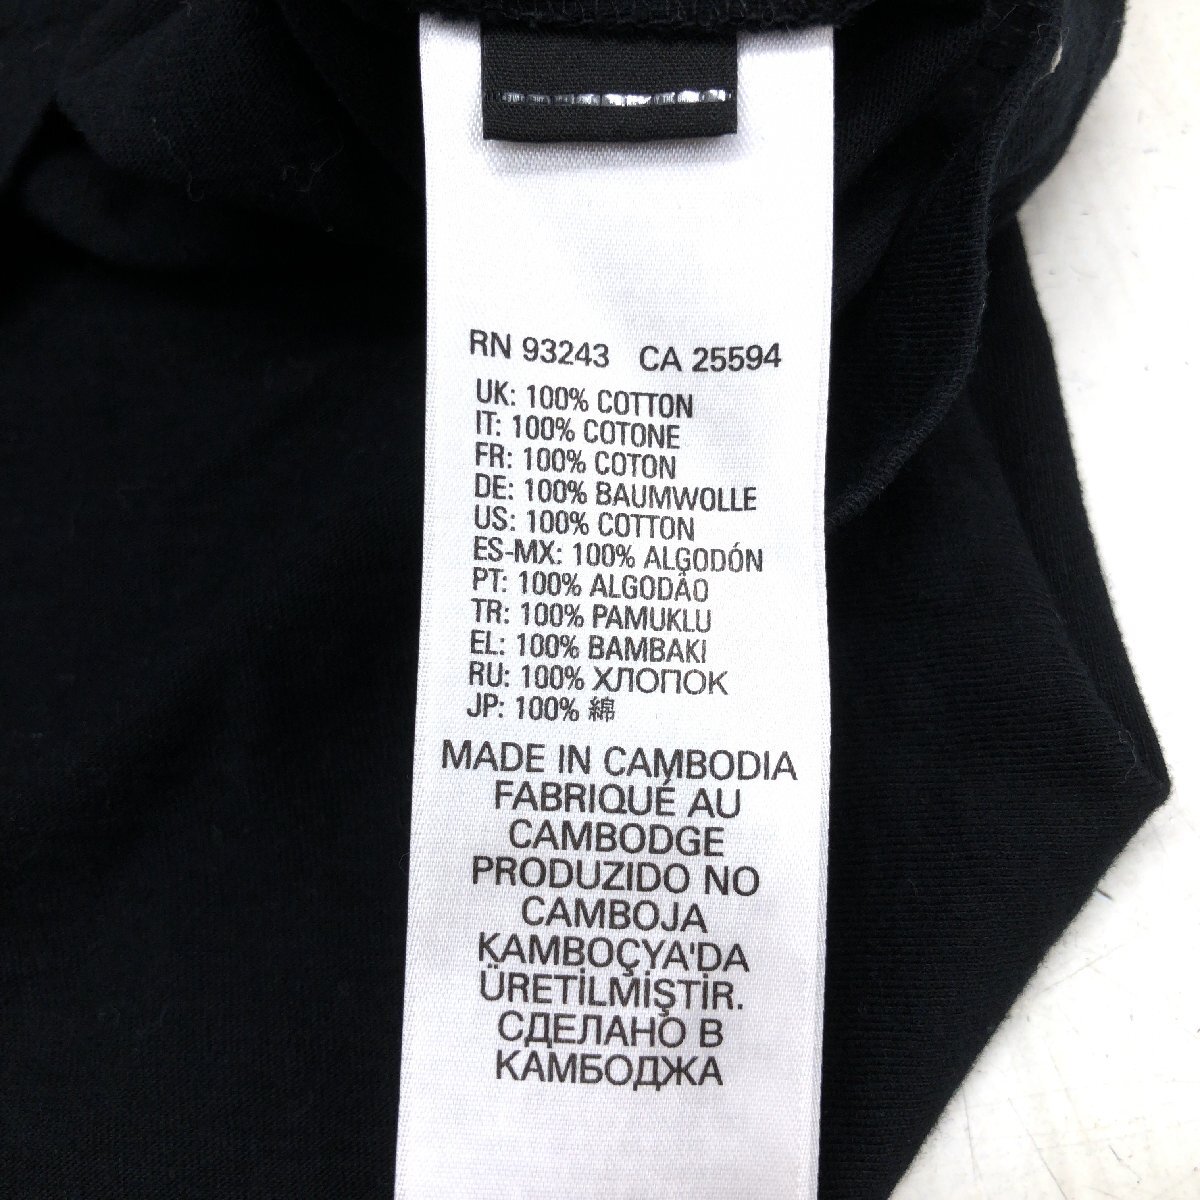 RN 93243 CA 25594
UK: 100% COTTON
IT: 100% COTONE
FR: 100% COTON
DE: 100% BAUMWOLLE
US: 100% COTTON
ES-MX: 100% ALGODÓN
PT: 100% ALGODÃO
TR: 100% PAMUKLU
EL: 100% BAMBAKI
RU: 100% ХЛОПОК
JP: 100% 綿
MADE IN CAMBODIA
FABRIQUÉ AU
CAMBODGE
PRODUZIDO NO
CAMBOJA
KAMBOÇYA'DA
ÜRETİLMİŞTİR.
СДЕЛАНО В
КАМБОДЖА